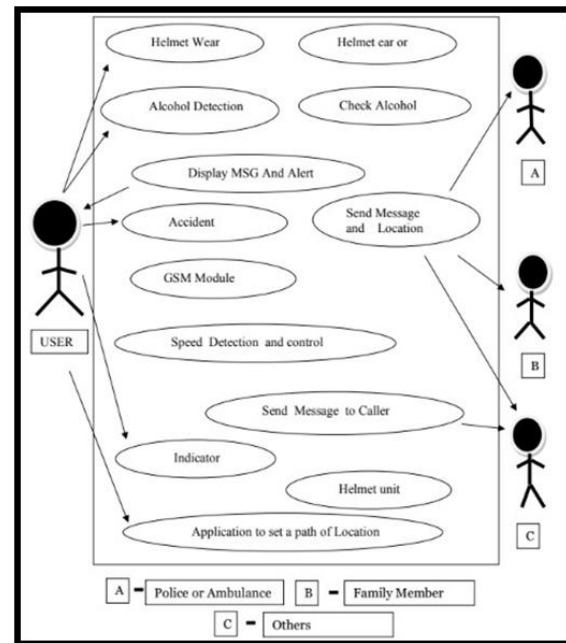 Helmet Wear
Helmet ear or
Alcohol Detection
Check Alcohol
A
Display MSG And Alert
Accident
Send Message
and Location
GSM Module
USER
B
Speed Detection and control
Send Message to Caller
Indicator
Helmet unit
C
Application to set a path of Location
A - Police or Ambulance
B - Family Member
C - Others